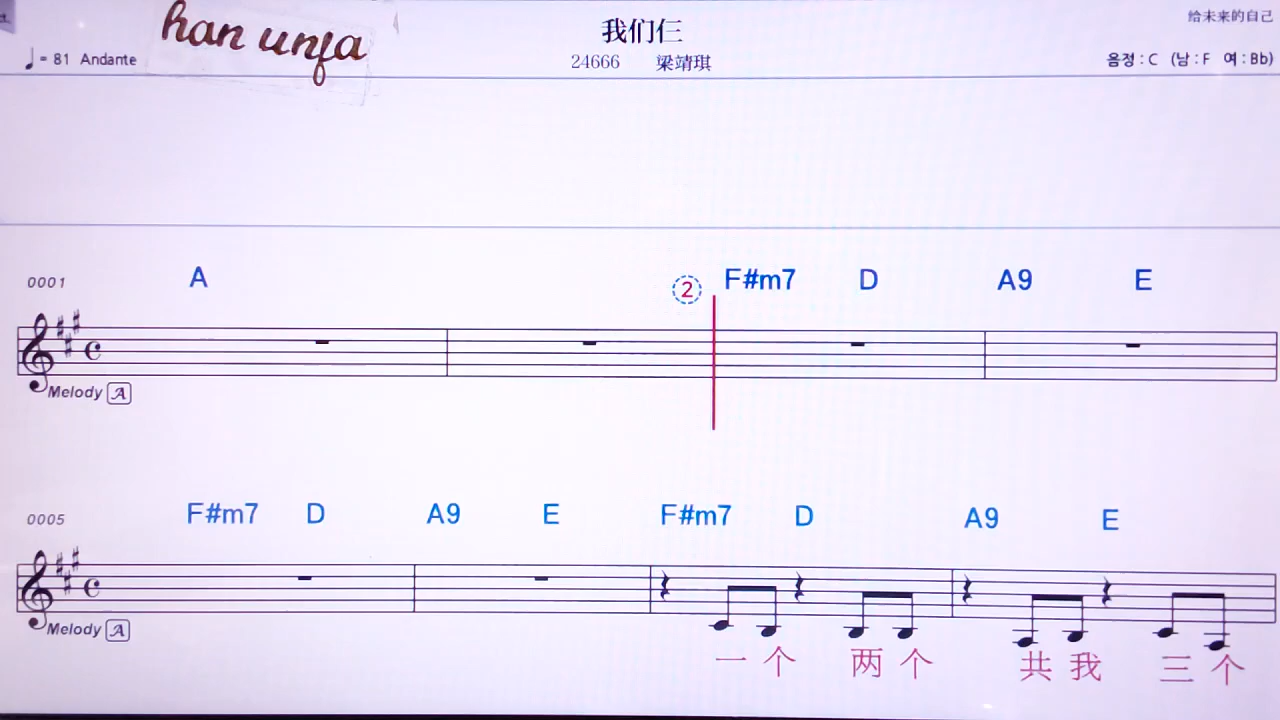 han unfa
我们仨
给未来的自己
♩= 81 Andante
24666 梁靖琪
음정 : C (남 : F 여 : Bb)
0001 A ② F#m7 D A9 E
Melody A
0005 F#m7 D A9 E F#m7 D A9 E
Melody A
一 个 两 个 共 我 三 个